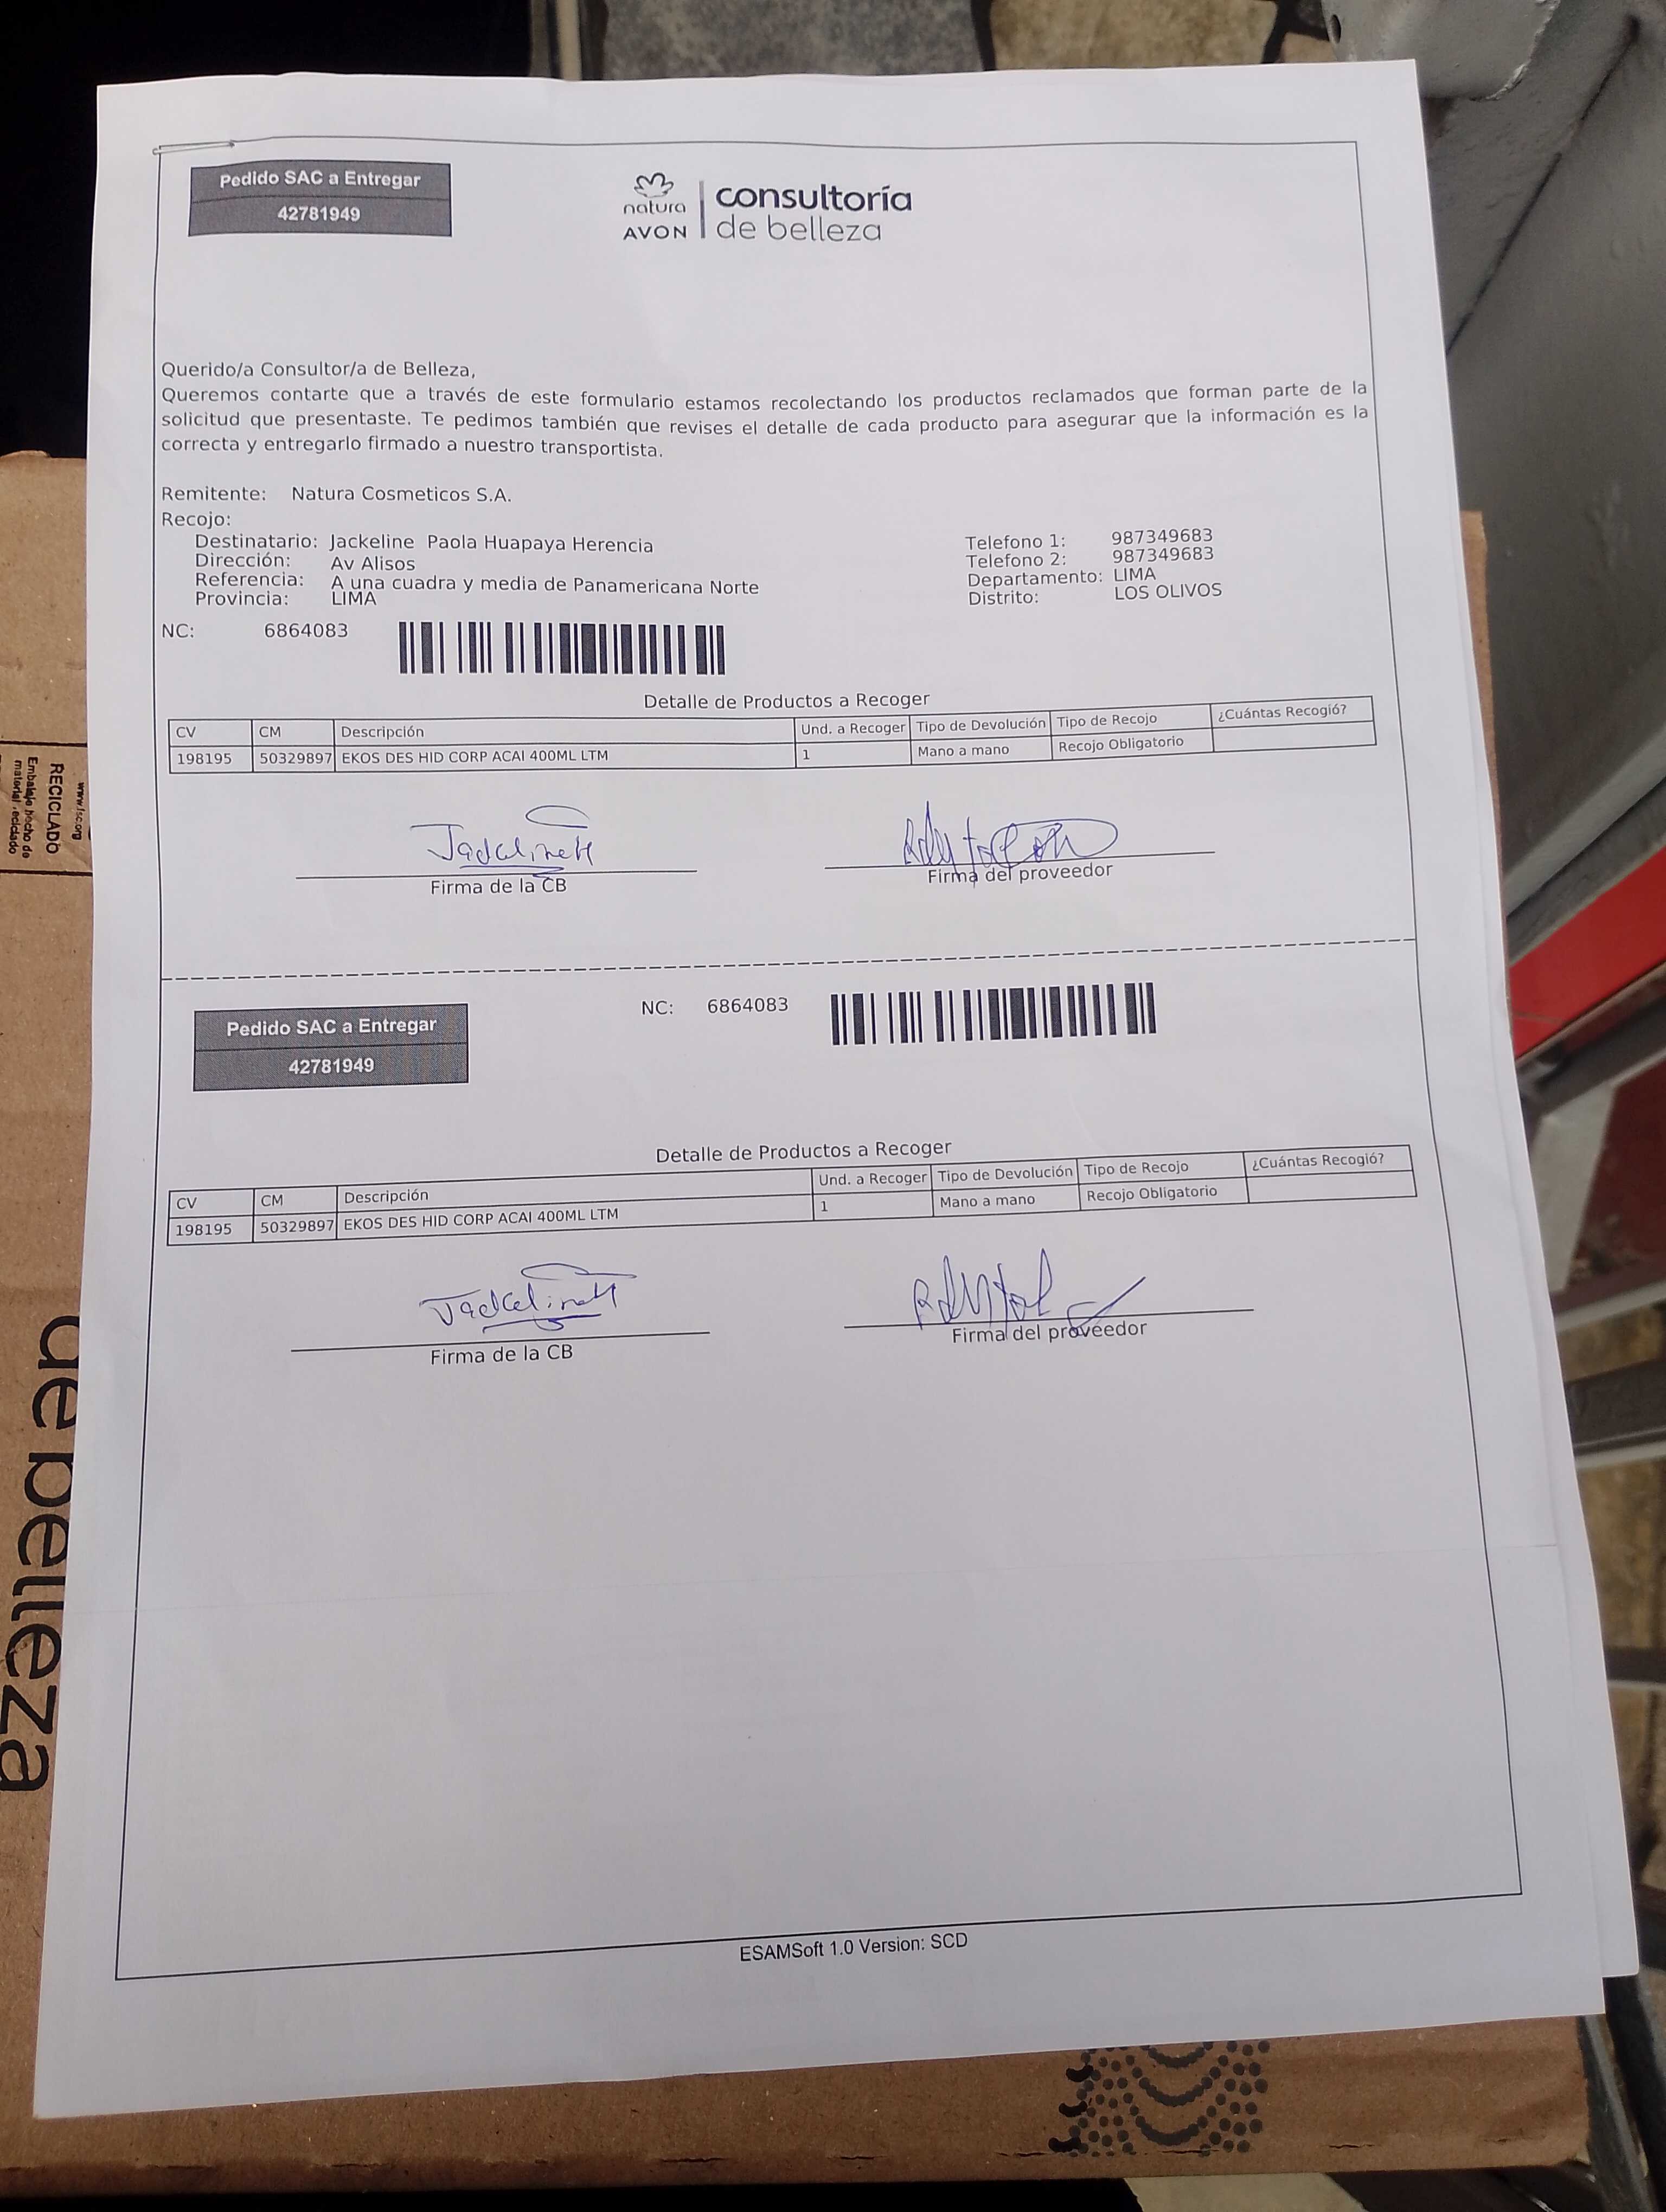 Pedido SAC a Entregar
42781949
natura
AVON
consultoría
de belleza
Querido/a Consultor/a de Belleza,
Queremos contarte que a través de este formulario estamos recolectando los productos reclamados que forman parte de la
solicitud que presentaste. Te pedimos también que revises el detalle de cada producto para asegurar que la información es la
correcta y entregarlo firmado a nuestro transportista.
Remitente: Natura Cosmeticos S.A.
Recojo:
Destinatario: Jackeline Paola Huapaya Herencia Telefono 1: 987349683
Dirección: Av Alisos Telefono 2: 987349683
Referencia: A una cuadra y media de Panamericana Norte Departamento: LIMA
Provincia: LIMA Distrito: LOS OLIVOS
NC: 6864083
Detalle de Productos a Recoger
CV CM Descripción Und. a Recoger Tipo de Devolución Tipo de Recojo ¿Cuántas Recogió?
198195 50329897 EKOS DES HID CORP ACAI 400ML LTM 1 Mano a mano Recojo Obligatorio
Firma de la CB Firma del proveedor
Pedido SAC a Entregar
42781949
NC: 6864083
Detalle de Productos a Recoger
CV CM Descripción Und. a Recoger Tipo de Devolución Tipo de Recojo ¿Cuántas Recogió?
198195 50329897 EKOS DES HID CORP ACAI 400ML LTM 1 Mano a mano Recojo Obligatorio
Firma de la CB Firma del proveedor
ESAMSoft 1.0 Version: SCD
www.fsc.org
RECICLADO
Embalaje hecho de
material reciclado
de belleza